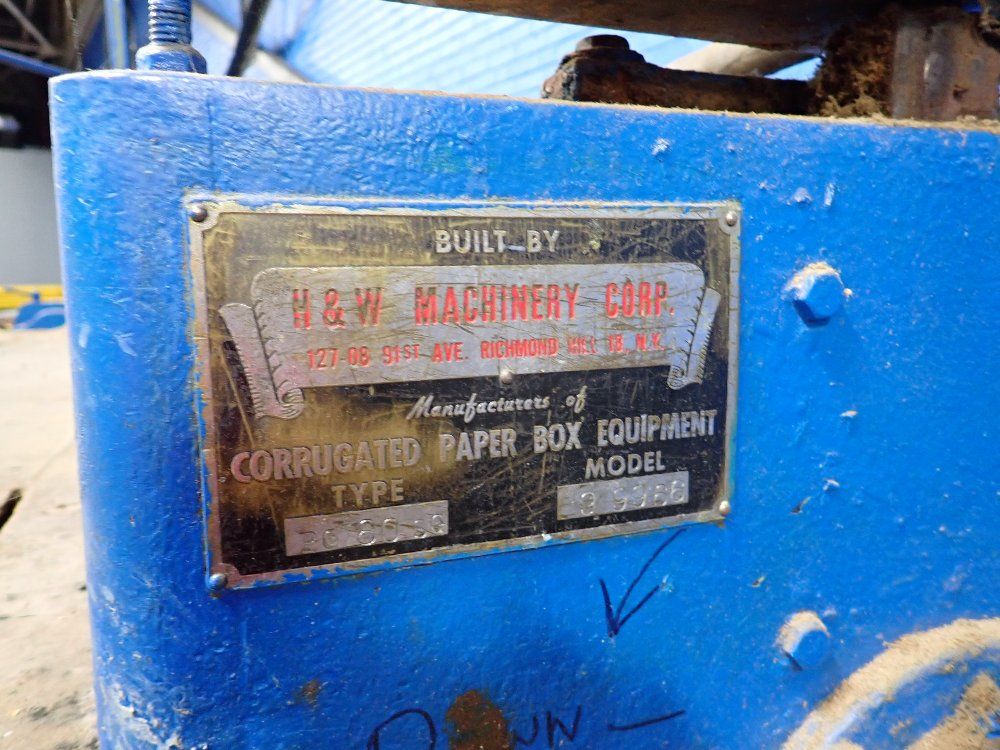 BUILT-BY
H & W MACHINERY CORP.
127-08 91ST AVE. RICHMOND HILL 18, N.Y.
Manufacturers of
CORRUGATED PAPER BOX EQUIPMENT
TYPE MODEL
DOWN -